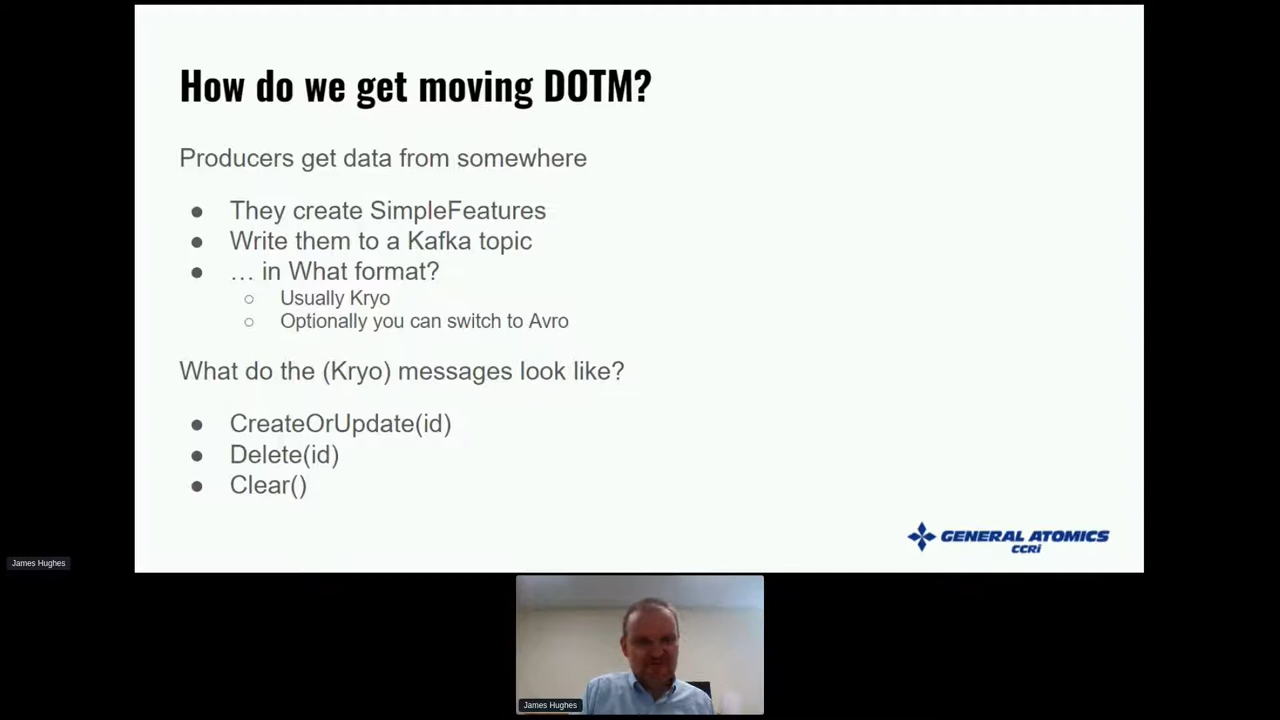 How do we get moving DOTM?
Producers get data from somewhere
● They create SimpleFeatures
● Write them to a Kafka topic
● … in What format?
○ Usually Kryo
○ Optionally you can switch to Avro
What do the (Kryo) messages look like?
● CreateOrUpdate(id)
● Delete(id)
● Clear()
GENERAL ATOMICS
CCRi
James Hughes
James Hughes